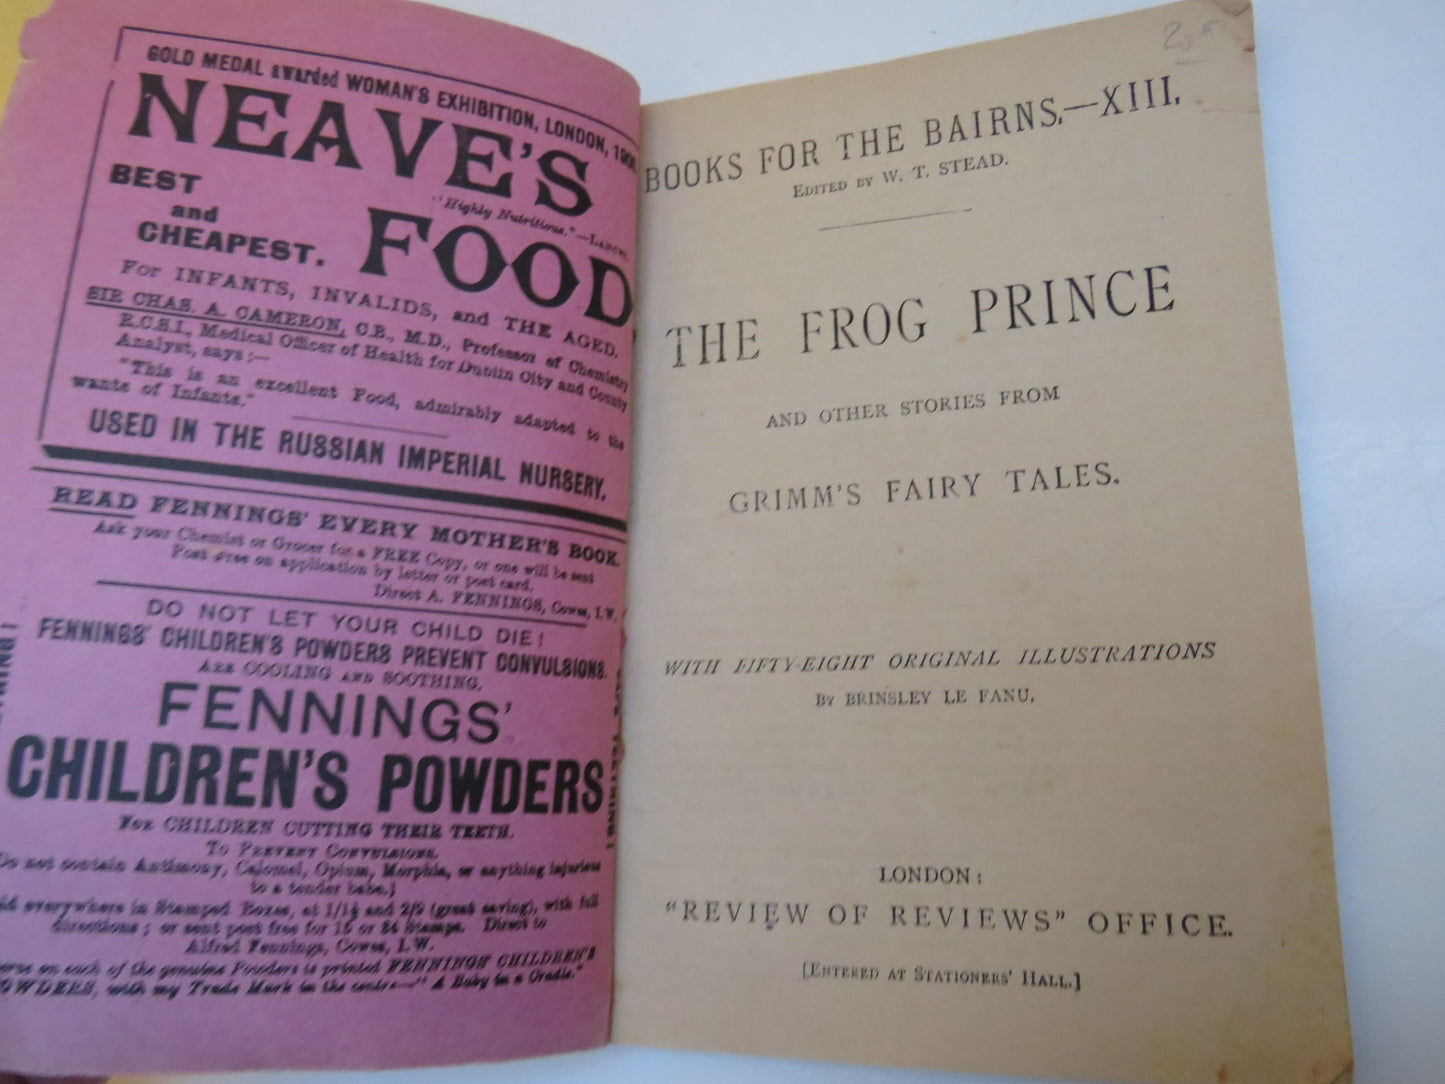 GOLD MEDAL awarded WOMAN'S EXHIBITION, LONDON, 1900
NEAVE'S
BEST
and
CHEAPEST.
"Highly Nutritious."—LANCET.
FOOD
For INFANTS, INVALIDS, and THE AGED.
SIR CHAS. A. CAMERON, C.B., M.D., Professor of Chemistry
R.C.S.I., Medical Officer of Health for Dublin City and County
Analyst, says:—
"This is an excellent Food, admirably adapted to the
wants of Infants."
USED IN THE RUSSIAN IMPERIAL NURSERY.
READ FENNINGS' EVERY MOTHER'S BOOK.
Ask your Chemist or Grocer for a FREE Copy, or one will be sent
Post free on application by letter or post card.
Direct A. FENNINGS, Cowes, I.W.
DO NOT LET YOUR CHILD DIE!
FENNINGS' CHILDREN'S POWDERS PREVENT CONVULSIONS.
ARE COOLING AND SOOTHING.
FENNINGS'
CHILDREN'S POWDERS
For CHILDREN CUTTING THEIR TEETH.
To PREVENT CONVULSIONS.
Do not contain Antimony, Calomel, Opium, Morphia, or anything injurious
to a tender babe.]
everywhere in Stamped Boxes, at 1/1½ and 2/9 (great saving), with full
directions; or sent post free for 15 or 34 Stamps. Direct to
Alfred Fennings, Cowes, I.W.
on each of the genuine Powders is printed FENNINGS' CHILDREN'S
POWDERS, with my Trade Mark in the centre—"A Baby in a Cradle."
BOOKS FOR THE BAIRNS.—XIII.
EDITED BY W. T. STEAD.
THE FROG PRINCE
AND OTHER STORIES FROM
GRIMM'S FAIRY TALES.
WITH FIFTY-EIGHT ORIGINAL ILLUSTRATIONS
BY BRINSLEY LE FANU.
LONDON:
"REVIEW OF REVIEWS" OFFICE.
[ENTERED AT STATIONERS' HALL.]